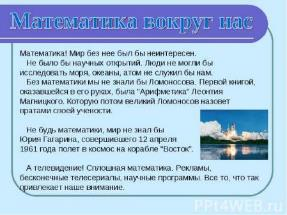 Математика вокруг нас
Математика! Мир без нее был бы неинтересен.
Не было бы научных открытий. Люди не могли бы
исследовать моря, океаны, атом не служил бы нам.
Без математики мы не знали бы Ломоносова. Первой книгой,
оказавшейся в его руках, была "Арифметика" Леонтия
Магницкого. Которую потом великий Ломоносов назовет
вратами своей учености.
Не будь математики, мир не знал бы
Юрия Гагарина, совершившего 12 апреля
1961 года полет в космос на корабле "Восток".
А телевидение! Сплошная математика. Рекламы,
бесконечные телесериалы, научные программы. Все то, что так
привлекает наше внимание.
PPT4WEB.ru